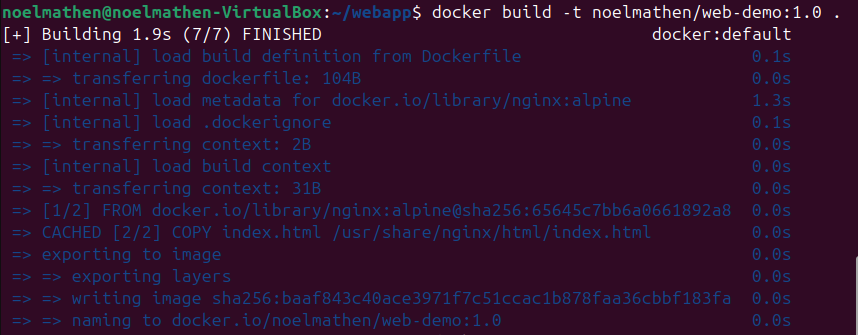 noelmathen@noelmathen-VirtualBox:~/webapp$ docker build -t noelmathen/web-demo:1.0 .
[+] Building 1.9s (7/7) FINISHED docker:default
=> [internal] load build definition from Dockerfile 0.1s
=> => transferring dockerfile: 104B 0.0s
=> [internal] load metadata for docker.io/library/nginx:alpine 1.3s
=> [internal] load .dockerignore 0.1s
=> => transferring context: 2B 0.0s
=> [internal] load build context 0.0s
=> => transferring context: 31B 0.0s
=> [1/2] FROM docker.io/library/nginx:alpine@sha256:65645c7bb6a0661892a8 0.0s
=> CACHED [2/2] COPY index.html /usr/share/nginx/html/index.html 0.0s
=> exporting to image 0.0s
=> => exporting layers 0.0s
=> => writing image sha256:baaf843c40ace3971f7c51ccac1b878faa36cbbf183fa 0.0s
=> => naming to docker.io/noelmathen/web-demo:1.0 0.0s